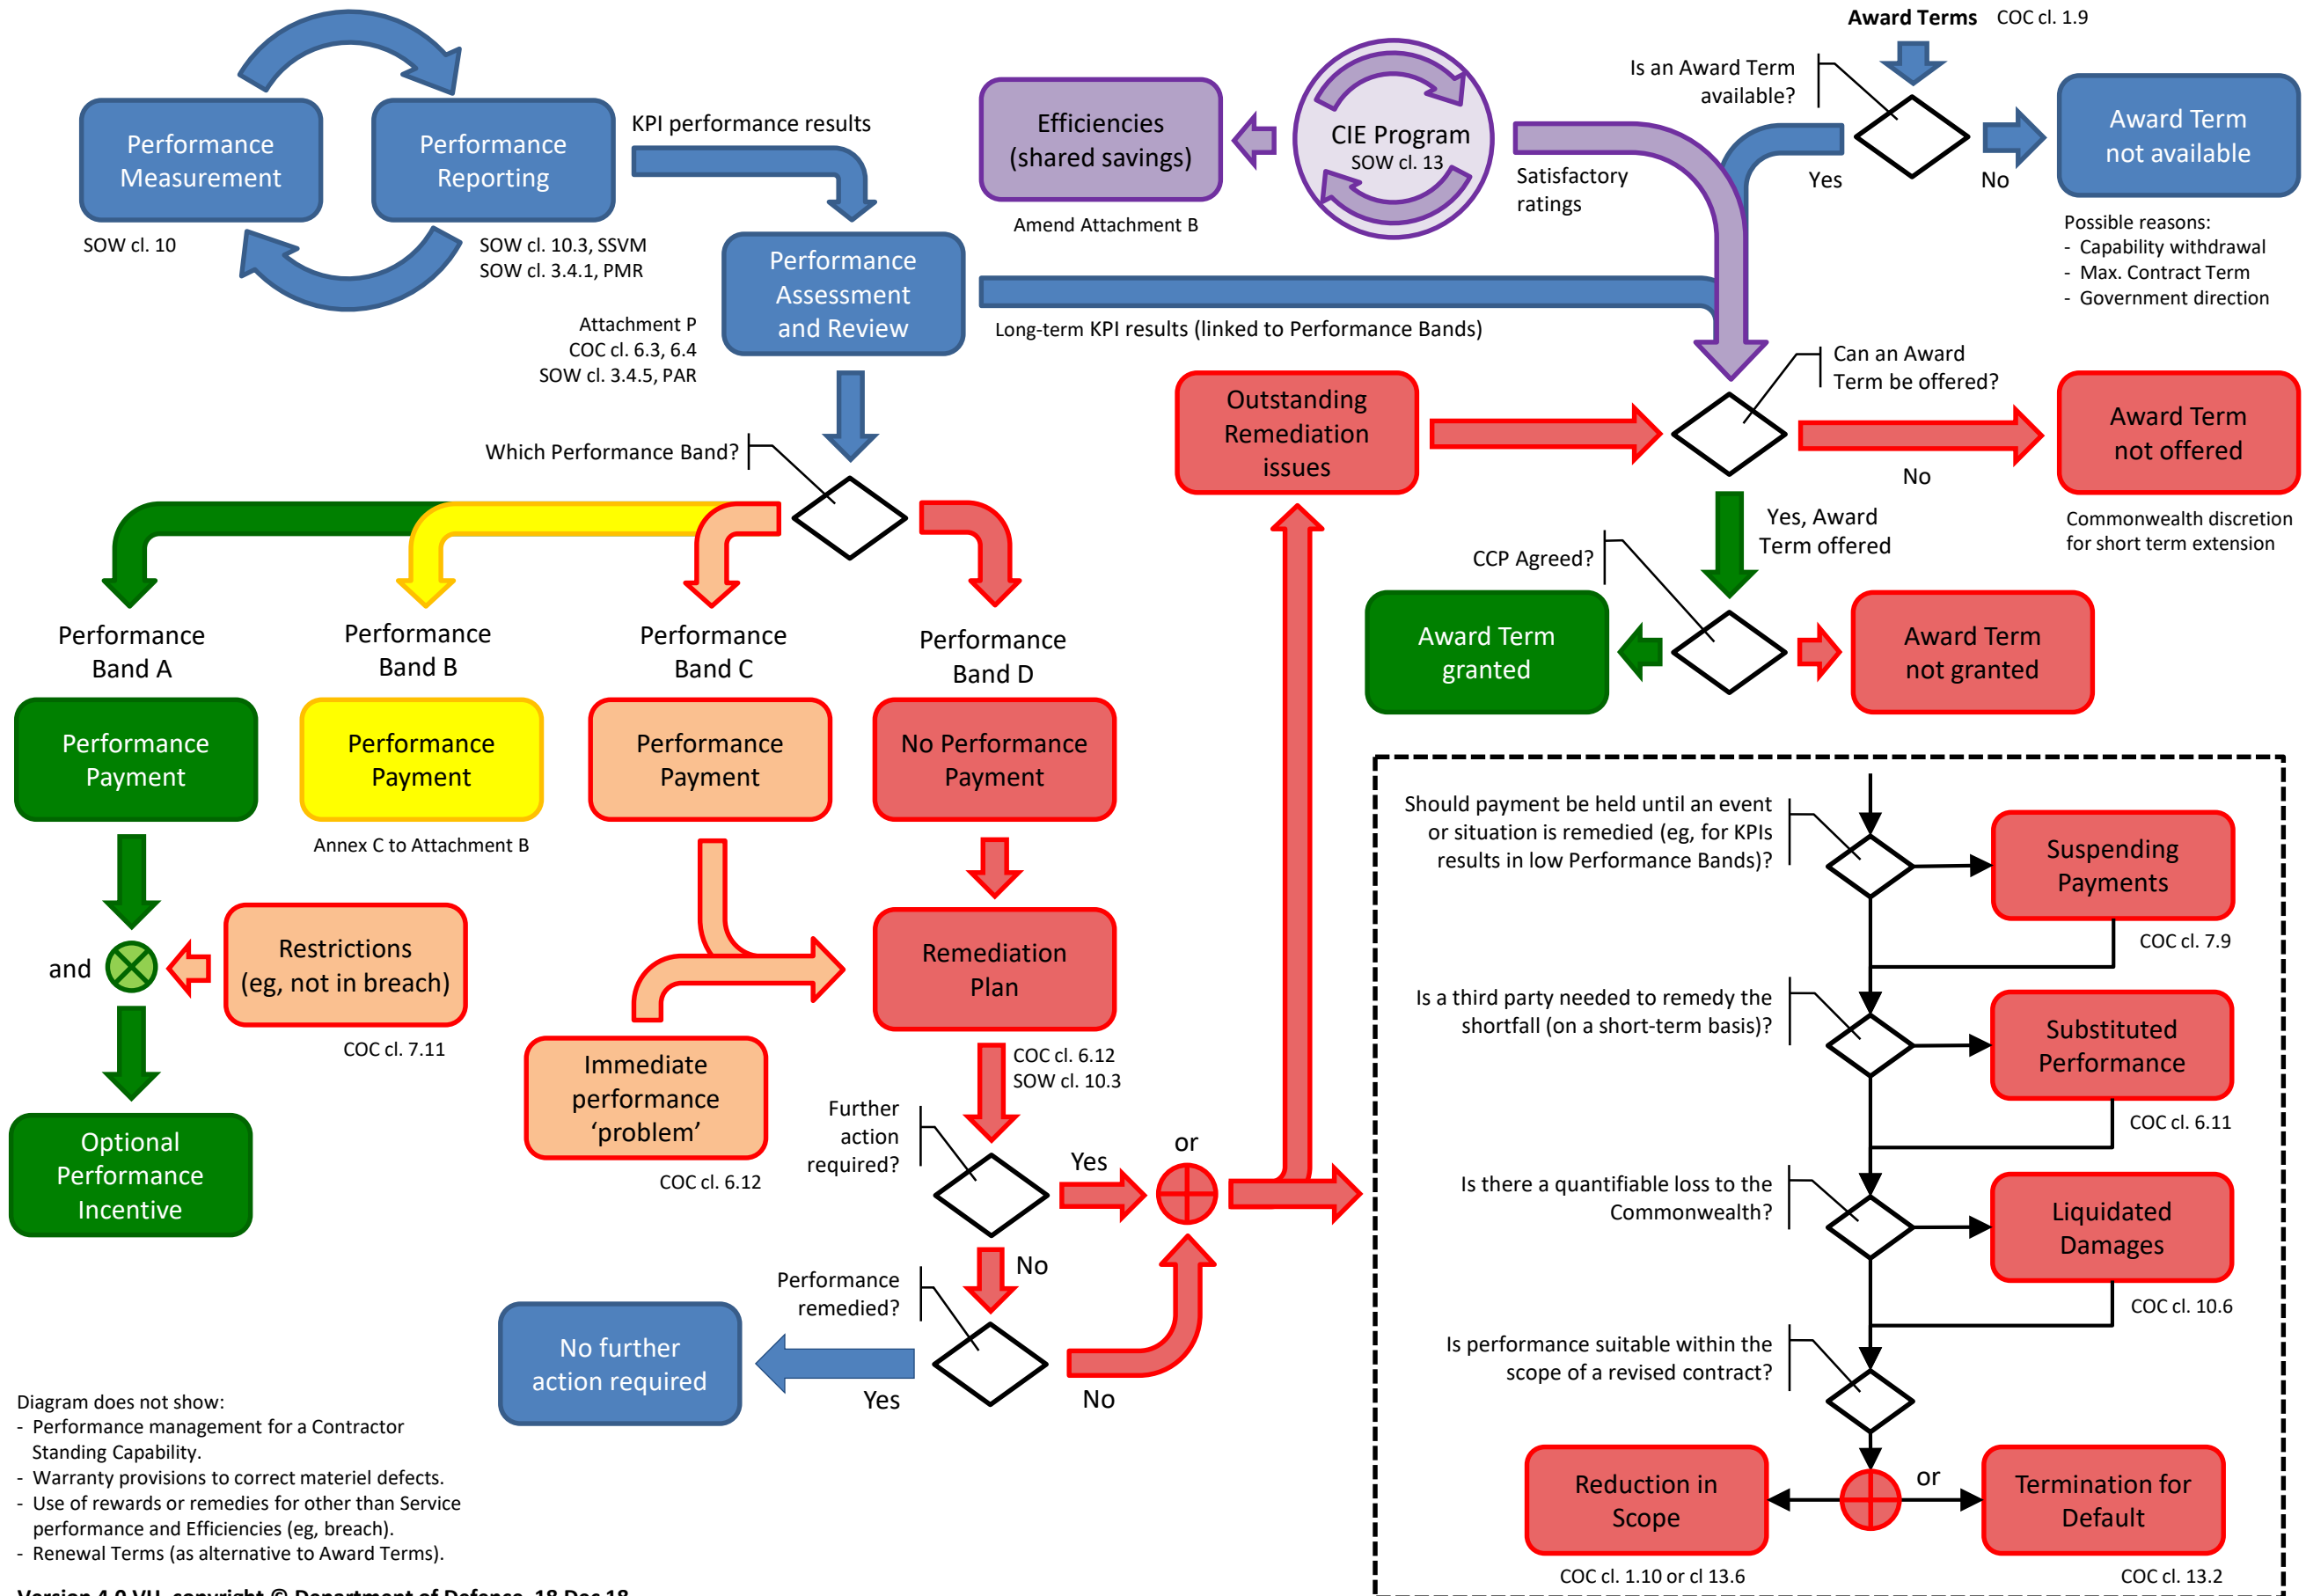 Award Terms COC cl. 1.9
Is an Award Term
available?
Performance
Measurement
SOW cl. 10
Performance
Reporting
SOW cl. 10.3, SSVM
SOW cl. 3.4.1, PMR
KPI performance results
Efficiencies
(shared savings)
Amend Attachment B
CIE Program
SOW cl. 13
Satisfactory
ratings
Yes
No
Award Term
not available
Possible reasons:
- Capability withdrawal
- Max. Contract Term
- Government direction
Performance
Assessment
and Review
Attachment P
COC cl. 6.3, 6.4
SOW cl. 3.4.5, PAR
Long-term KPI results (linked to Performance Bands)
Can an Award
Term be offered?
Outstanding
Remediation
issues
No
Award Term
not offered
Commonwealth discretion
for short term extension
Yes, Award
Term offered
CCP Agreed?
Award Term
granted
Award Term
not granted
Which Performance Band?
Performance
Band A
Performance
Band B
Performance
Band C
Performance
Band D
Performance
Payment
Performance
Payment
Annex C to Attachment B
Performance
Payment
No Performance
Payment
and
Restrictions
(eg, not in breach)
COC cl. 7.11
Optional
Performance
Incentive
Immediate
performance
‘problem’
COC cl. 6.12
Remediation
Plan
COC cl. 6.12
SOW cl. 10.3
Further
action
required?
Yes
or
No
Performance
remedied?
Yes
No
No further
action required
Should payment be held until an event
or situation is remedied (eg, for KPIs
results in low Performance Bands)?
Suspending
Payments
COC cl. 7.9
Is a third party needed to remedy the
shortfall (on a short-term basis)?
Substituted
Performance
COC cl. 6.11
Is there a quantifiable loss to the
Commonwealth?
Liquidated
Damages
COC cl. 10.6
Is performance suitable within the
scope of a revised contract?
Reduction in
Scope
COC cl. 1.10 or cl 13.6
or
Termination for
Default
COC cl. 13.2
Diagram does not show:
- Performance management for a Contractor
Standing Capability.
- Warranty provisions to correct materiel defects.
- Use of rewards or remedies for other than Service
performance and Efficiencies (eg, breach).
- Renewal Terms (as alternative to Award Terms).
Version 4.0 VII, copyright © Department of Defence, 18 Dec 18